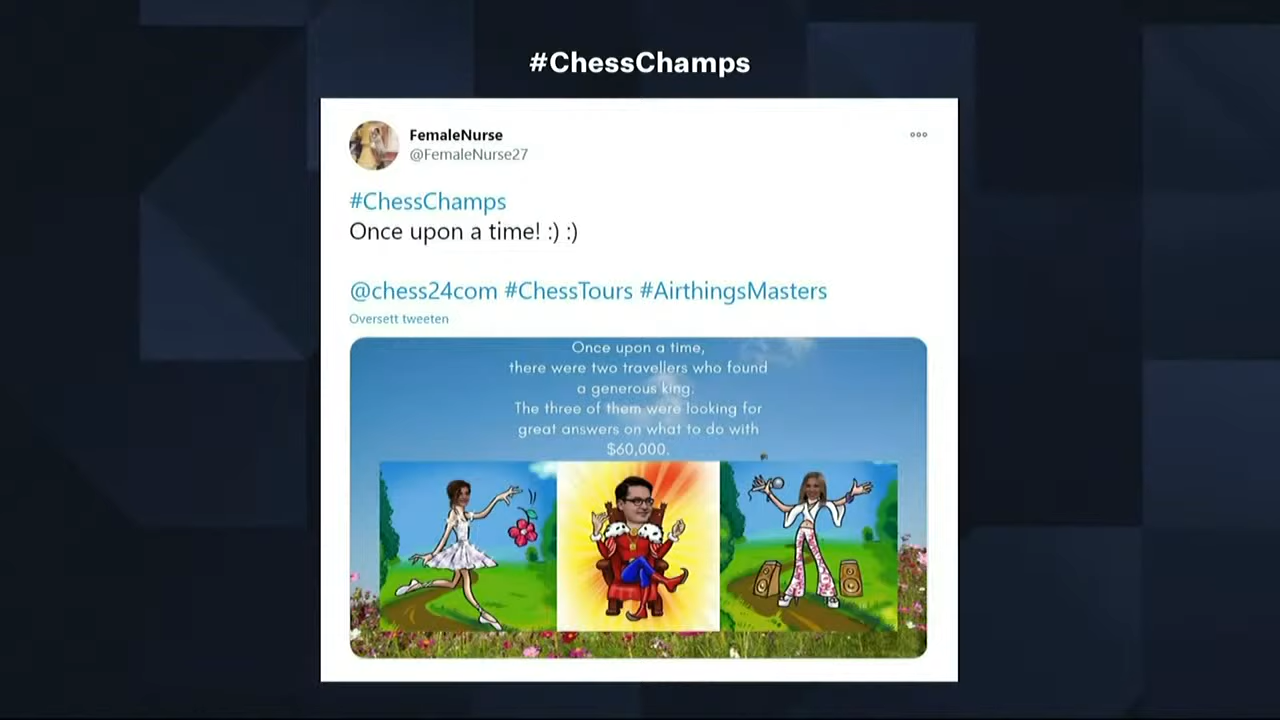 #ChessChamps
FemaleNurse
@FemaleNurse27
#ChessChamps
Once upon a time! :) :)
@chess24com #ChessTours #AirthingsMasters
Oversett tweeten
Once upon a time,
there were two travellers who found
a generous king.
The three of them were looking for
great answers on what to do with
$60,000.